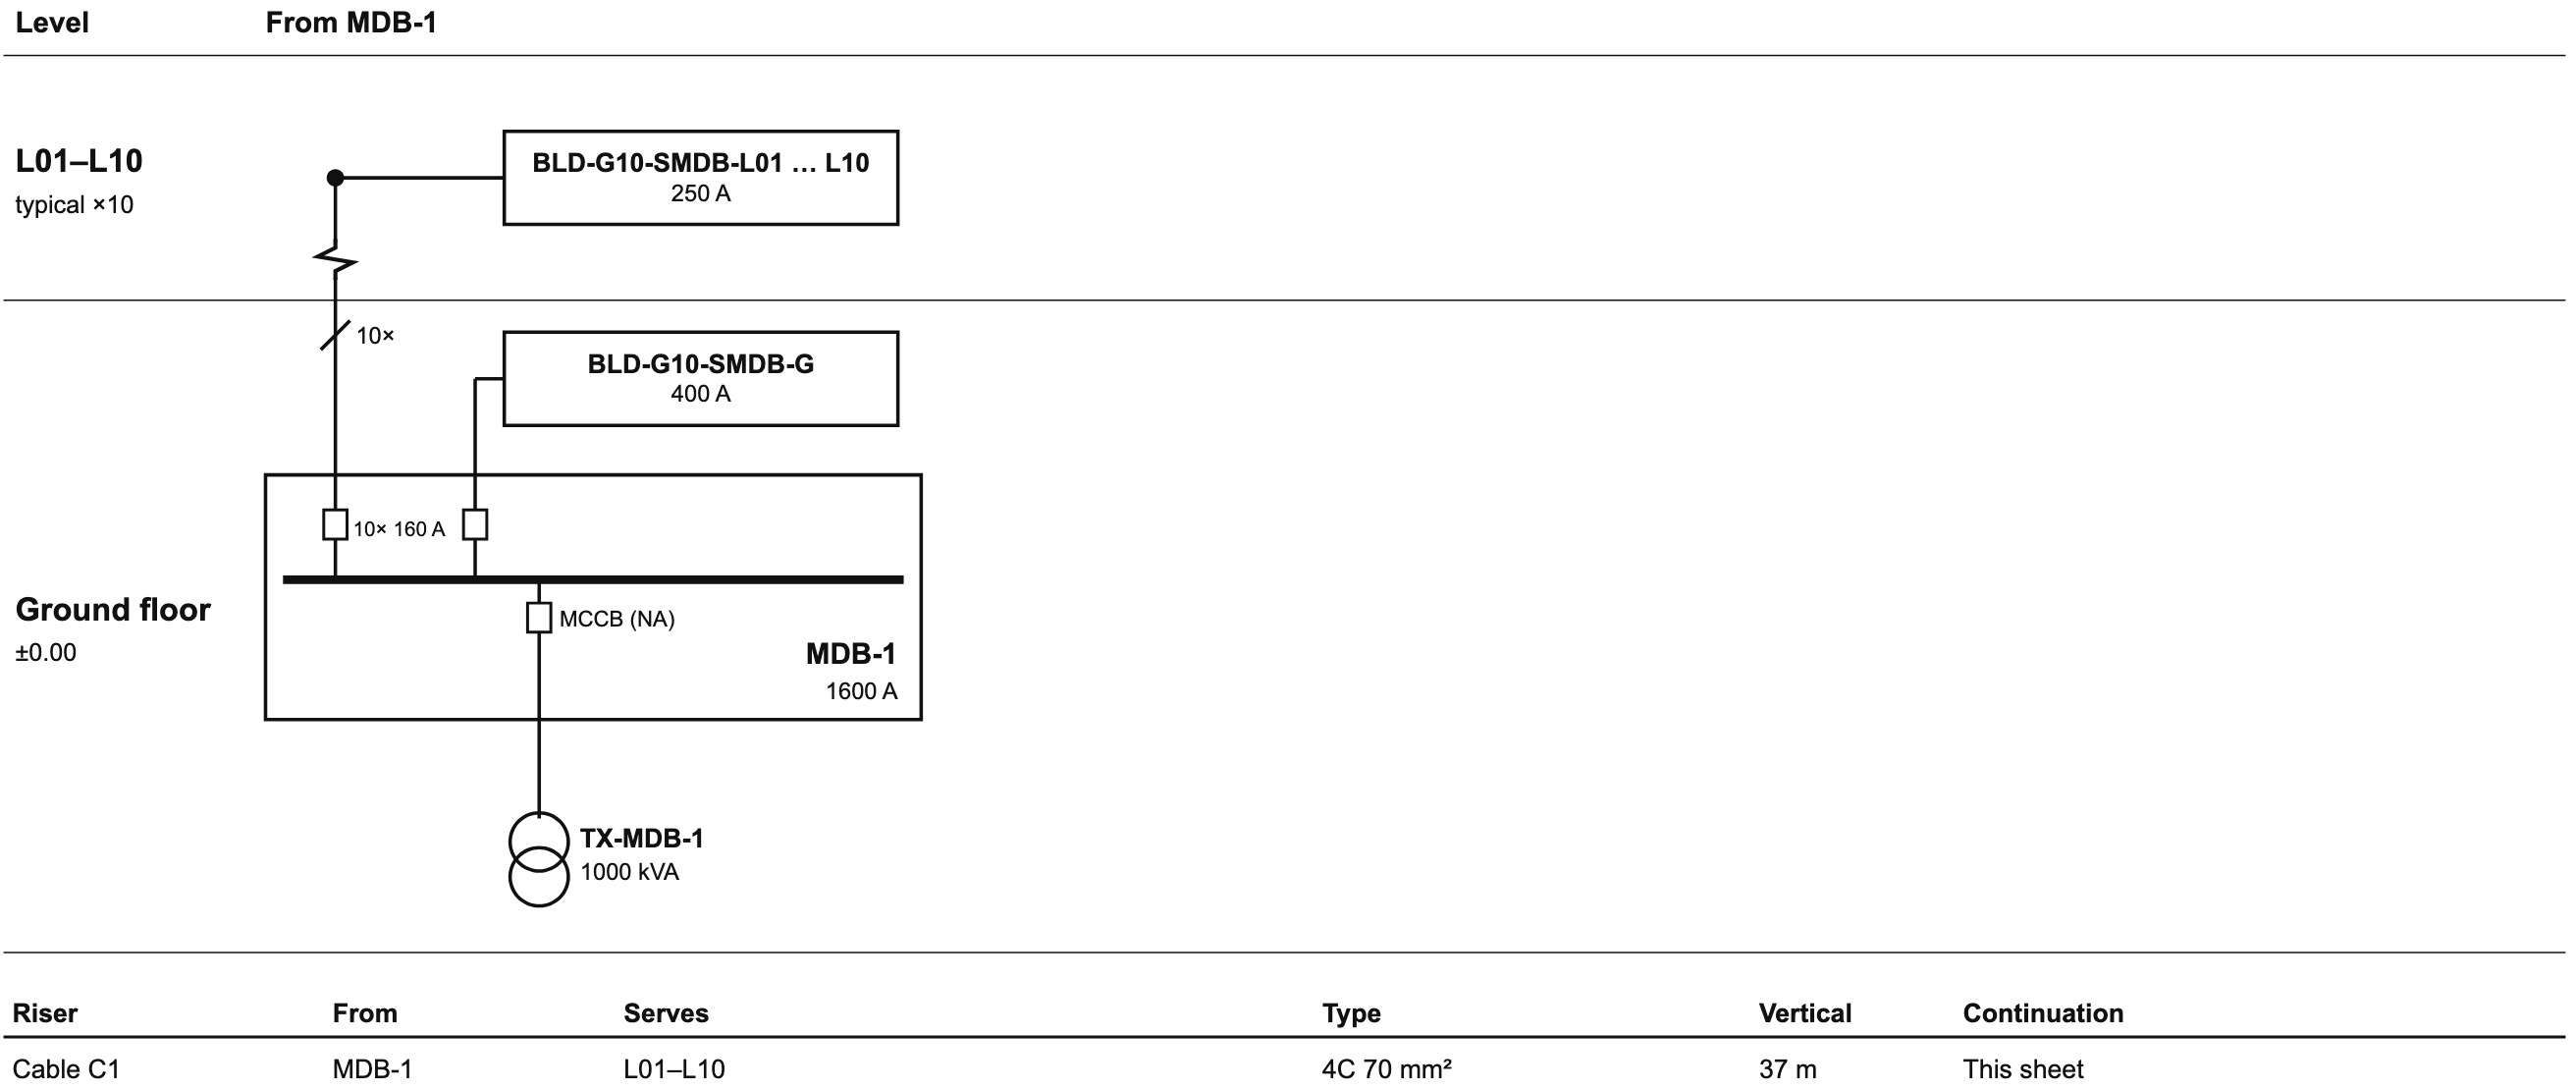 Level From MDB-1
L01–L10
typical ×10
BLD-G10-SMDB-L01 … L10
250 A
10×
BLD-G10-SMDB-G
400 A
10× 160 A
Ground floor
±0.00
MCCB (NA)
MDB-1
1600 A
TX-MDB-1
1000 kVA
Riser From Serves Type Vertical Continuation
Cable C1 MDB-1 L01–L10 4C 70 mm² 37 m This sheet